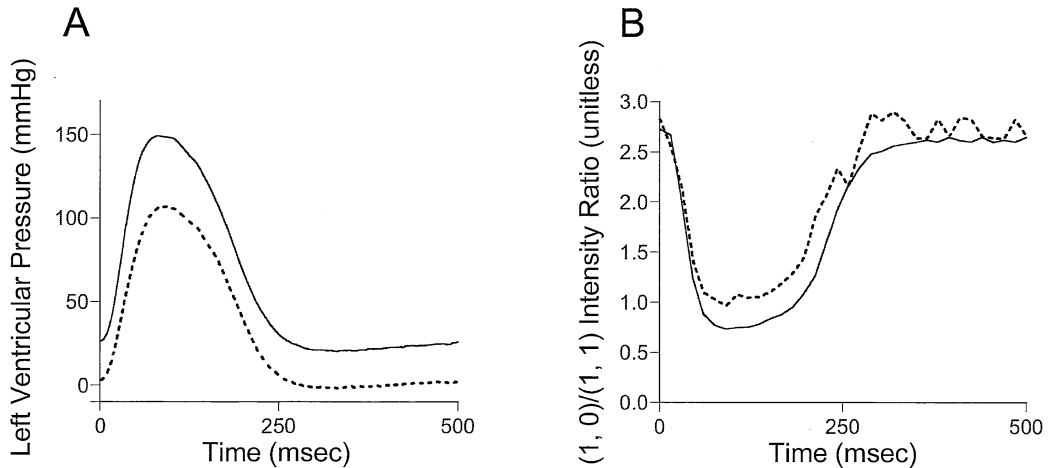 A
Left Ventricular Pressure (mmHg)
150
100
50
0
0
250
500
Time (msec)
B
(1, 0)/(1, 1) Intensity Ratio (unitless)
3.0
2.5
2.0
1.5
1.0
0.5
0.0
0
250
500
Time (msec)